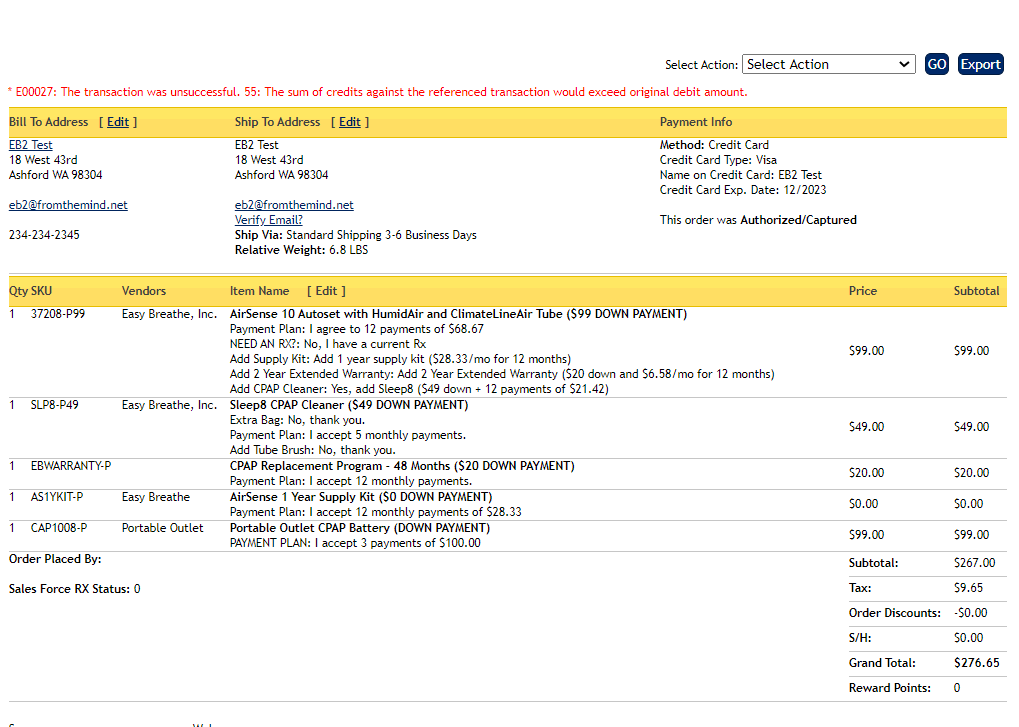 Select Action: Select Action GO Export
* E00027: The transaction was unsuccessful. 55: The sum of credits against the referenced transaction would exceed original debit amount.
Bill To Address [ Edit ] Ship To Address [ Edit ] Payment Info
EB2 Test EB2 Test Method: Credit Card
18 West 43rd 18 West 43rd Credit Card Type: Visa
Ashford WA 98304 Ashford WA 98304 Name on Credit Card: EB2 Test
Credit Card Exp. Date: 12/2023
eb2@fromthemind.net eb2@fromthemind.net
Verify Email? This order was Authorized/Captured
234-234-2345 Ship Via: Standard Shipping 3-6 Business Days
Relative Weight: 6.8 LBS
Qty SKU Vendors Item Name [ Edit ] Price Subtotal
1 37208-P99 Easy Breathe, Inc. AirSense 10 Autoset with HumidAir and ClimateLineAir Tube ($99 DOWN PAYMENT)
Payment Plan: I agree to 12 payments of $68.67
NEED AN RX?: No, I have a current Rx
$99.00 $99.00
Add Supply Kit: Add 1 year supply kit ($28.33/mo for 12 months)
Add 2 Year Extended Warranty: Add 2 Year Extended Warranty ($20 down and $6.58/mo for 12 months)
Add CPAP Cleaner: Yes, add Sleep8 ($49 down + 12 payments of $21.42)
1 SLP8-P49 Easy Breathe, Inc. Sleep8 CPAP Cleaner ($49 DOWN PAYMENT)
Extra Bag: No, thank you.
$49.00 $49.00
Payment Plan: I accept 5 monthly payments.
Add Tube Brush: No, thank you.
1 EBWARRANTY-P CPAP Replacement Program - 48 Months ($20 DOWN PAYMENT)
$20.00 $20.00
Payment Plan: I accept 12 monthly payments.
1 AS1YKIT-P Easy Breathe AirSense 1 Year Supply Kit ($0 DOWN PAYMENT)
$0.00 $0.00
Payment Plan: I accept 12 monthly payments of $28.33
1 CAP1008-P Portable Outlet Portable Outlet CPAP Battery (DOWN PAYMENT)
$99.00 $99.00
PAYMENT PLAN: I accept 3 payments of $100.00
Order Placed By: Subtotal: $267.00
Sales Force RX Status: 0 Tax: $9.65
Order Discounts: -$0.00
S/H: $0.00
Grand Total: $276.65
Reward Points: 0